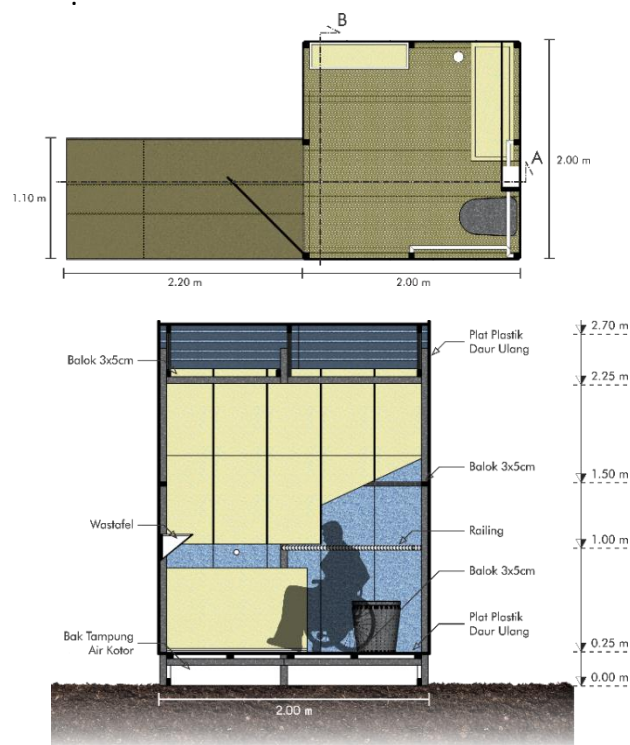 B
A
2.00 m
1.10 m
2.20 m
2.00 m
Balok 3x5cm
Plat Plastik
Daur Ulang
2.70 m
2.25 m
Balok 3x5cm
1.50 m
Wastafel
Railing
1.00 m
Balok 3x5cm
Bak Tampung
Air Kotor
Plat Plastik
Daur Ulang
0.25 m
0.00 m
2.00 m